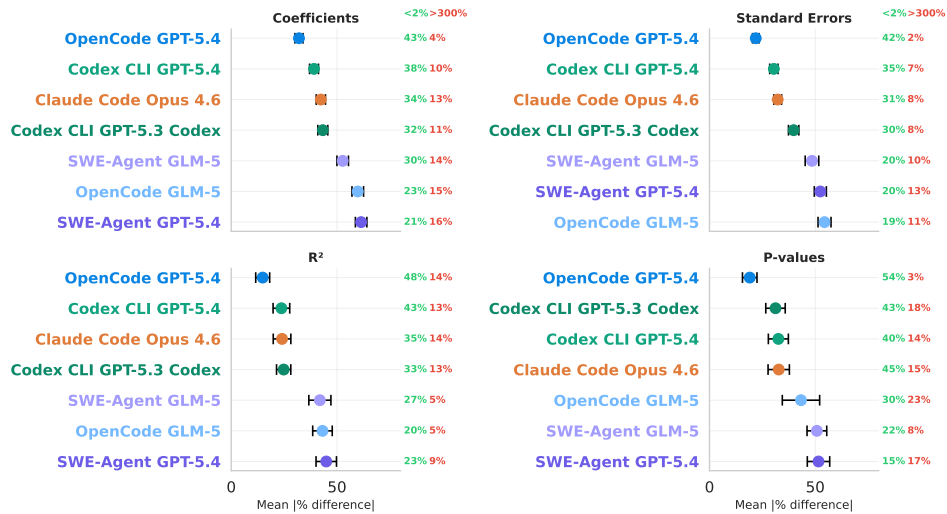 Coefficients
<2% >300%
OpenCode GPT-5.4 43% 4%
Codex CLI GPT-5.4 38% 10%
Claude Code Opus 4.6 34% 13%
Codex CLI GPT-5.3 Codex 32% 11%
SWE-Agent GLM-5 30% 14%
OpenCode GLM-5 23% 15%
SWE-Agent GPT-5.4 21% 16%
Standard Errors
<2% >300%
OpenCode GPT-5.4 42% 2%
Codex CLI GPT-5.4 35% 7%
Claude Code Opus 4.6 31% 8%
Codex CLI GPT-5.3 Codex 30% 8%
SWE-Agent GLM-5 20% 10%
SWE-Agent GPT-5.4 20% 13%
OpenCode GLM-5 19% 11%
R²
OpenCode GPT-5.4 48% 14%
Codex CLI GPT-5.4 43% 13%
Claude Code Opus 4.6 35% 14%
Codex CLI GPT-5.3 Codex 33% 13%
SWE-Agent GLM-5 27% 5%
OpenCode GLM-5 20% 5%
SWE-Agent GPT-5.4 23% 9%
0 50
Mean |% difference|
P-values
OpenCode GPT-5.4 54% 3%
Codex CLI GPT-5.3 Codex 43% 18%
Codex CLI GPT-5.4 40% 14%
Claude Code Opus 4.6 45% 15%
OpenCode GLM-5 30% 23%
SWE-Agent GLM-5 22% 8%
SWE-Agent GPT-5.4 15% 17%
0 50
Mean |% difference|